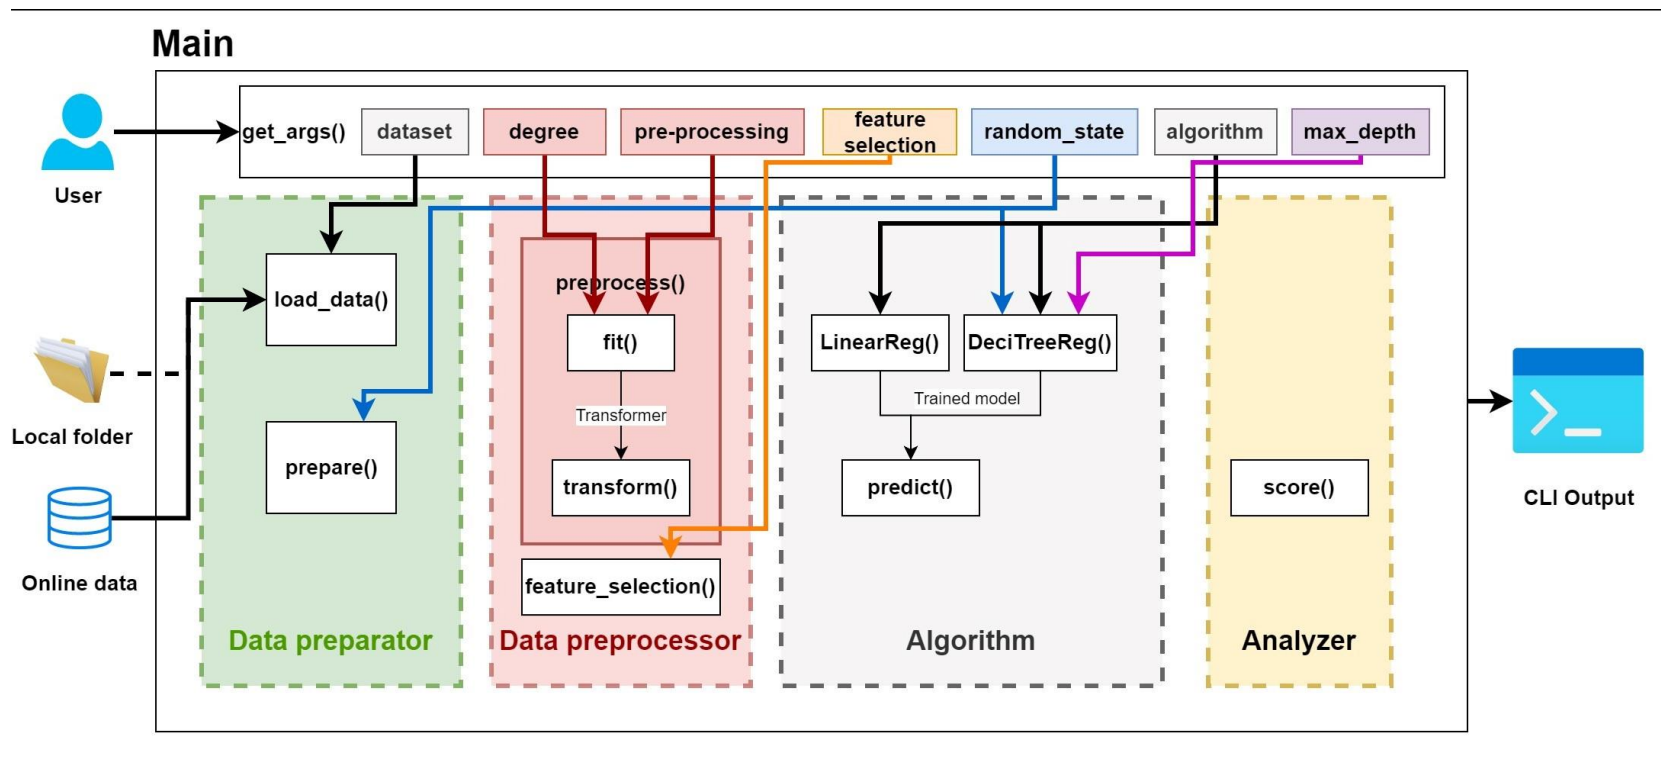 Main
get_args()
dataset
degree
pre-processing
feature
selection
random_state
algorithm
max_depth
User
load_data()
preprocess()
fit()
LinearReg()
DeciTreeReg()
Trained model
Transformer
Local folder
prepare()
transform()
predict()
score()
CLI Output
Online data
feature_selection()
Data preparator
Data preprocessor
Algorithm
Analyzer